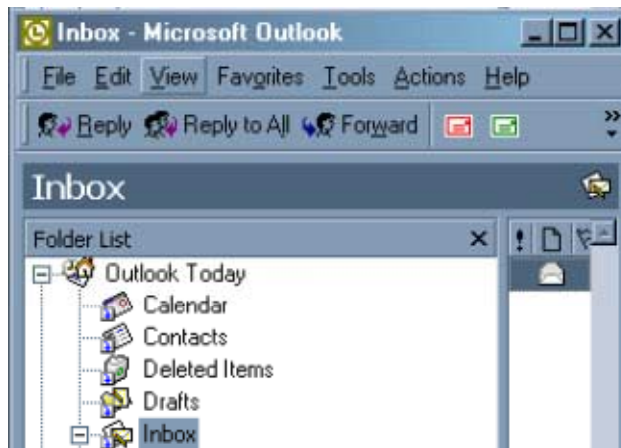 Inbox - Microsoft Outlook
File Edit View Favorites Tools Actions Help
Reply Reply to All Forward
Inbox
Folder List
Outlook Today
Calendar
Contacts
Deleted Items
Drafts
Inbox